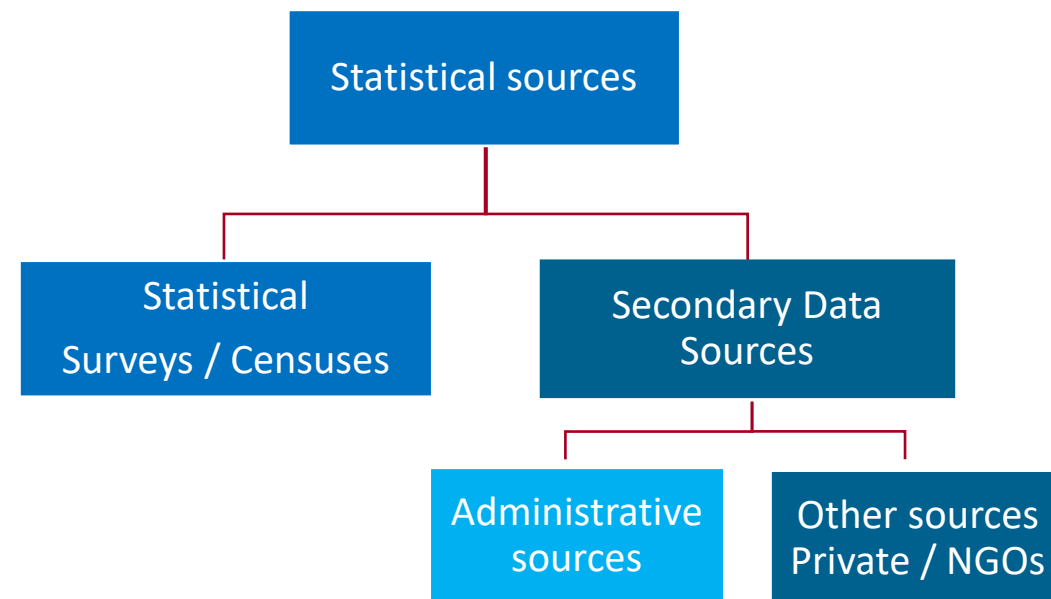 Statistical sources
Statistical
Surveys / Censuses
Secondary Data
Sources
Administrative
sources
Other sources
Private / NGOs